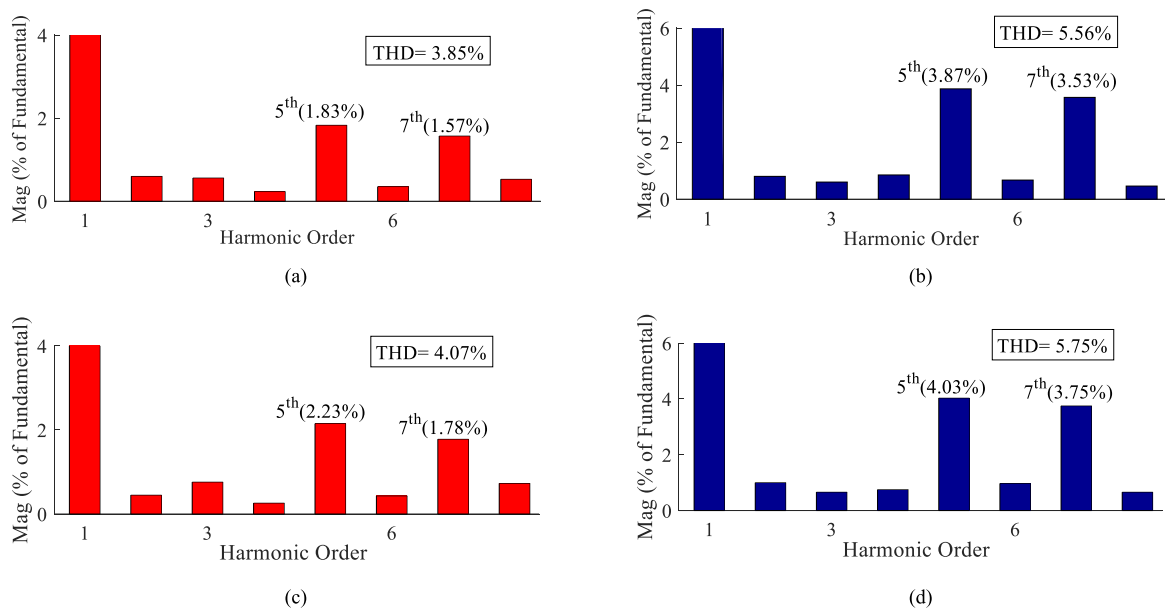 THD= 3.85%
5th(1.83%)
7th(1.57%)
Mag (% of Fundamental)
4
2
0
1 3 6
Harmonic Order
(a)
THD= 5.56%
5th(3.87%)
7th(3.53%)
Mag (% of Fundamental)
6
4
2
0
1 3 6
Harmonic Order
(b)
THD= 4.07%
5th(2.23%)
7th(1.78%)
Mag (% of Fundamental)
4
2
0
1 3 6
Harmonic Order
(c)
THD= 5.75%
5th(4.03%)
7th(3.75%)
Mag (% of Fundamental)
6
4
2
0
1 3 6
Harmonic Order
(d)